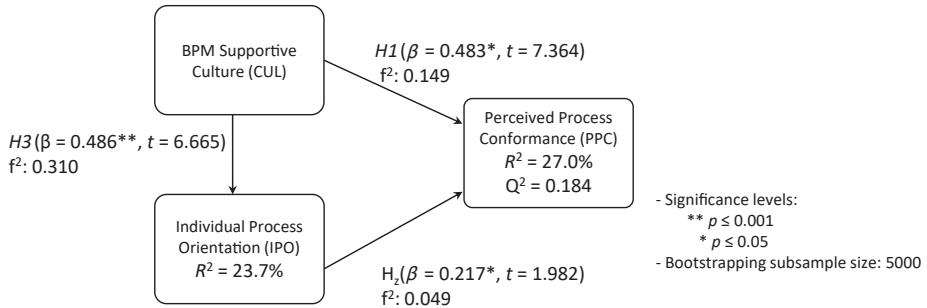 BPM Supportive
Culture (CUL)
H1(β = 0.483*, t = 7.364)
f²: 0.149
Perceived Process
Conformance (PPC)
R² = 27.0%
Q² = 0.184
H3(β = 0.486**, t = 6.665)
f²: 0.310
Individual Process
Orientation (IPO)
R² = 23.7%
H₂(β = 0.217*, t = 1.982)
f²: 0.049
- Significance levels:
** p ≤ 0.001
* p ≤ 0.05
- Bootstrapping subsample size: 5000